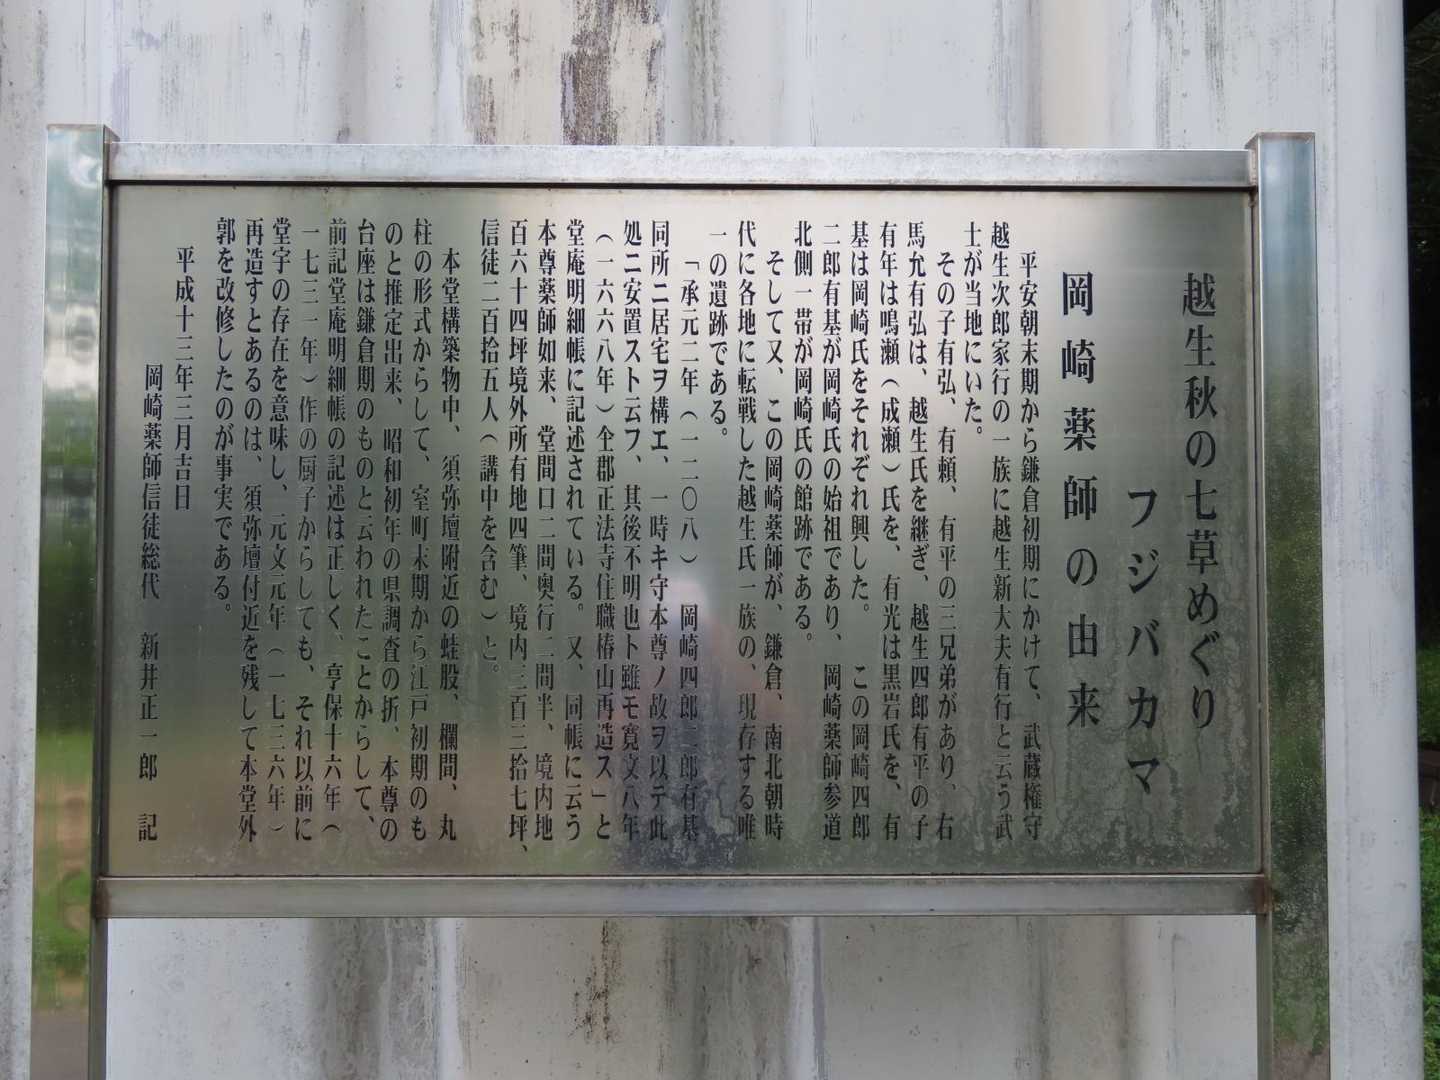 越生秋の七草めぐり
フジバカマ
岡崎薬師の由来
平安朝末期から鎌倉初期にかけて、武蔵権守
越生次郎家行の一族に越生新大夫有行と云う武
士が当地にいた。
その子有弘、有頼、有平の三兄弟があり、右
馬允有弘は、越生氏を継ぎ、越生四郎有平の子
有年は鳴瀬（成瀬）氏を、有光は黒岩氏を、有
基は岡崎氏をそれぞれ興した。　この岡崎四郎
二郎有基が岡崎氏の始祖であり、岡崎薬師参道
北側一帯が岡崎氏の館跡である。
そして又、この岡崎薬師が、鎌倉、南北朝時
代に各地に転戦した越生氏一族の、現存する唯
一の遺跡である。
「承元二年（一二〇八）　岡崎四郎二郎有基
同所ニ居宅ヲ構エ、一時キ守本尊ノ故ヲ以テ此
処ニ安置スト云フ、其後不明也ト雖モ寛文八年
（一六六八年）全郡正法寺住職椿山再造ス」と
堂庵明細帳に記述されている。又、同帳に云う
本尊薬師如来、堂間口二間奥行二間半、境内地
百六十四坪境外所有地四筆、境内三百三拾七坪、
信徒二百拾五人（講中を含む）と。
本堂構築物中、須弥壇附近の蛙股、欄間、丸
柱の形式からして、室町末期から江戸初期のも
のと推定出来、昭和初年の県調査の折、本尊の
台座は鎌倉期のものと云われたことからして、
前記堂庵明細帳の記述は正しく、享保十六年（
一七三一年）作の厨子からしても、それ以前に
堂宇の存在を意味し、元文元年（一七三六年）
再造すとあるのは、須弥壇付近を残して本堂外
郭を改修したのが事実である。
平成十三年三月吉日
岡崎薬師信徒総代　新井正一郎　記